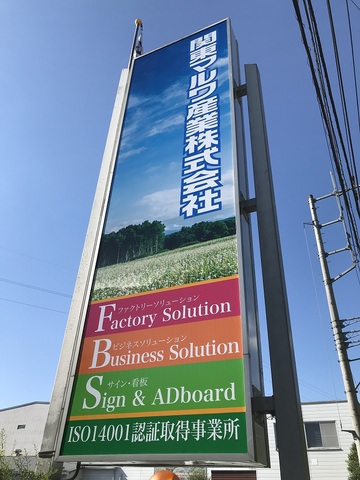 関東マルワ産業株式会社
ファクトリーソリューション
Factory Solution
ビジネスソリューション
Business Solution
サイン・看板
Sign & ADboard
ISO14001認証取得事業所